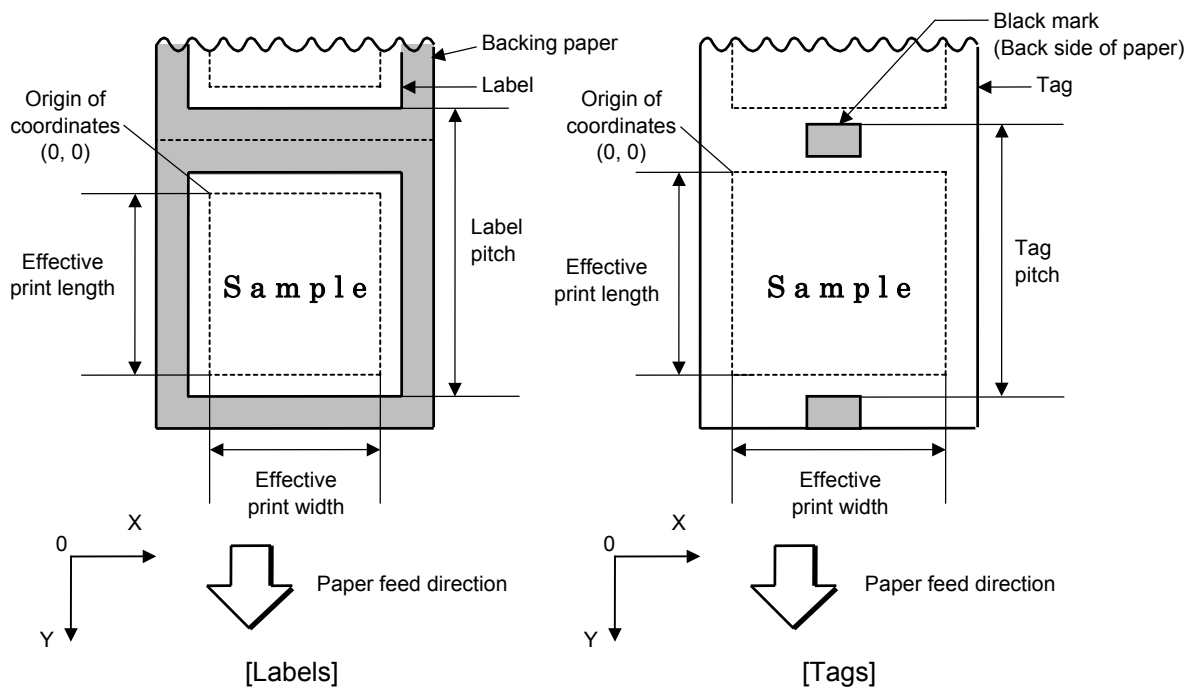 Backing paper
Label
Origin of
coordinates
(0, 0)
Label
pitch
Effective
print length
Sample
Effective
print width
0
X
Y
Paper feed direction
[Labels]
Black mark
(Back side of paper)
Tag
Origin of
coordinates
(0, 0)
Tag
pitch
Effective
print length
Sample
Effective
print width
0
X
Y
Paper feed direction
[Tags]